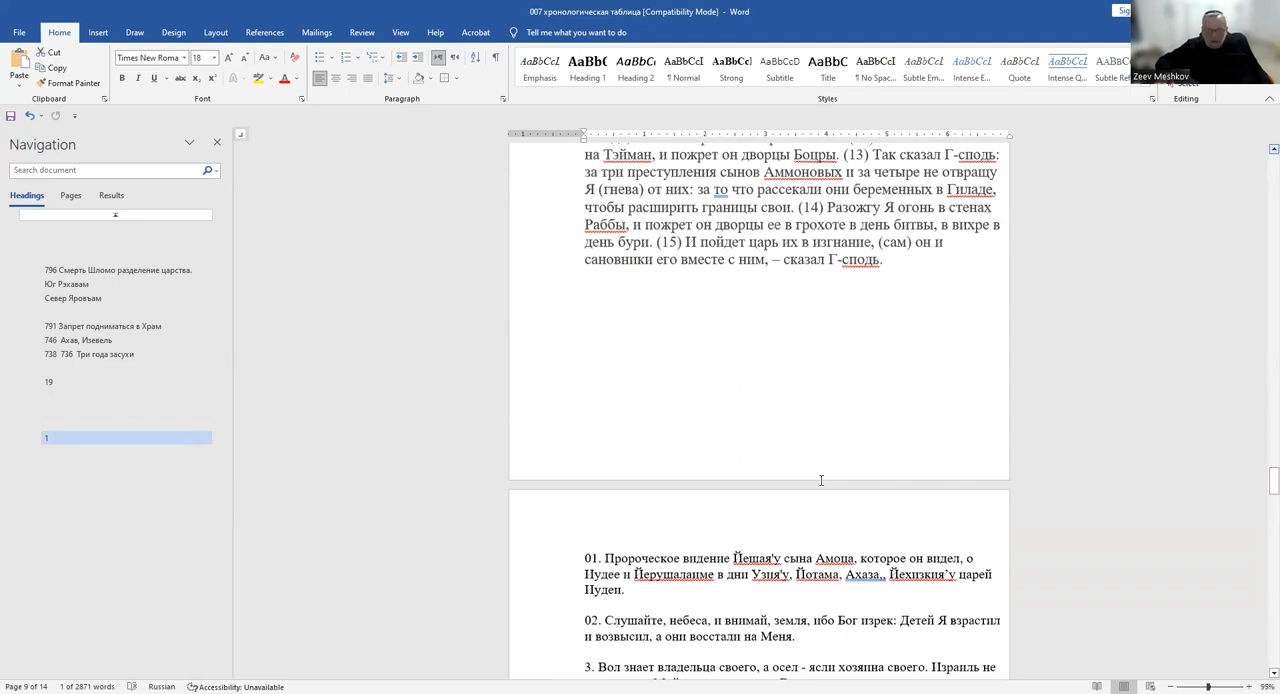 007 хронологическая таблица [Compatibility Mode] - Word
File Home Insert Draw Design Layout References Mailings Review View Help Acrobat Tell me what you want to do
Zeev Meshkov
Paste
Cut
Copy
Format Painter
Times New Roma 18
Clipboard Font Paragraph Styles Editing
AaBbCcI Emphasis
AaBbC Heading 1
AaBbC Heading 2
AaBbCcI ¶ Normal
AaBbCcI Strong
AaBbCcD Subtitle
AaBbC Title
AaBbCcI ¶ No Spac...
AaBbCcI Subtle Em...
AaBbCcI Intense E...
AaBbCcI Quote
AaBbCcI Intense Q...
Subtle Ref
Navigation
Search document
Headings Pages Results
796 Смерть Шломо разделение царства.
Юг Рэхавам
Север Яровъам
791 Запрет подниматься в Храм
746 Ахав, Изевель
738 736 Три года засухи
19
1
на Тэйман, и пожрет он дворцы Боцры. (13) Так сказал Г-сподь:
за три преступления сынов Аммоновых и за четыре не отвращу
Я (гнева) от них: за то что рассекали они беременных в Гиладе,
чтобы расширить границы свои. (14) Разожгу Я огонь в стенах
Раббы, и пожрет он дворцы ее в грохоте в день битвы, в вихре в
день бури. (15) И пойдет царь их в изгнание, (сам) он и
сановники его вместе с ним, – сказал Г-сподь.
01. Пророческое видение Йешая'у сына Амоца, которое он видел, о
Иудее и Йерушалаиме в дни Узия'у, Йотама, Ахаза,, Йехизкия’у царей
Иудеи.
02. Слушайте, небеса, и внимай, земля, ибо Бог изрек: Детей Я взрастил
и возвысил, а они восстали на Меня.
3. Вол знает владельца своего, а осел - ясли хозяина своего. Израиль не
Page 9 of 14 1 of 2871 words Russian Accessibility: Unavailable 95%